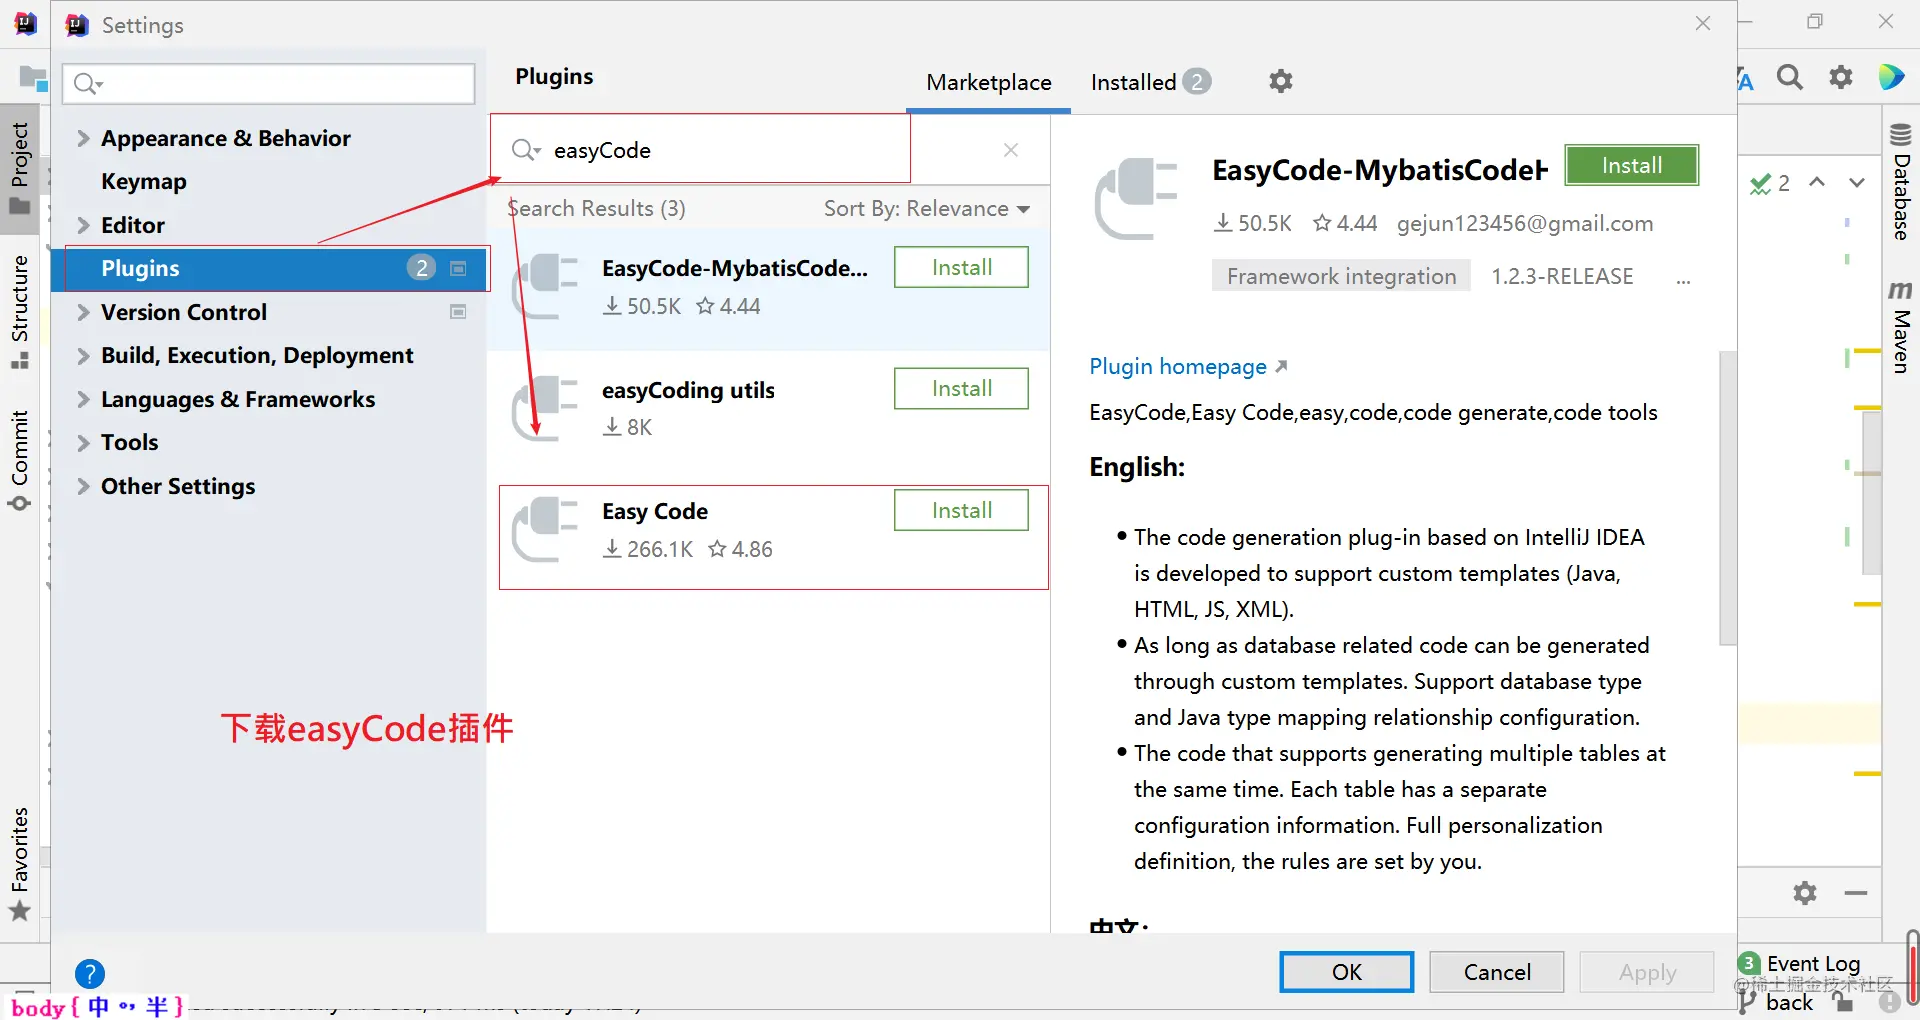 Settings
Plugins
Marketplace
Installed 2
Appearance & Behavior
Keymap
Editor
Plugins 2
Version Control
Build, Execution, Deployment
Languages & Frameworks
Tools
Other Settings
下载easyCode插件
easyCode
Search Results (3)
Sort By: Relevance
EasyCode-MybatisCode...
Install
50.5K 4.44
easyCoding utils
Install
8K
Easy Code
Install
266.1K 4.86
EasyCode-MybatisCodeH
Install
50.5K 4.44 gejun123456@gmail.com
Framework integration 1.2.3-RELEASE ...
Plugin homepage
EasyCode,Easy Code,easy,code,code generate,code tools
English:
The code generation plug-in based on IntelliJ IDEA
is developed to support custom templates (Java,
HTML, JS, XML).
As long as database related code can be generated
through custom templates. Support database type
and Java type mapping relationship configuration.
The code that supports generating multiple tables at
the same time. Each table has a separate
configuration information. Full personalization
definition, the rules are set by you.
中文:
?
OK
Cancel
Apply
Project
Structure
Commit
Favorites
2
Database
m Maven
3 Event Log
@稀土掘金技术社区
back
body{中 半}